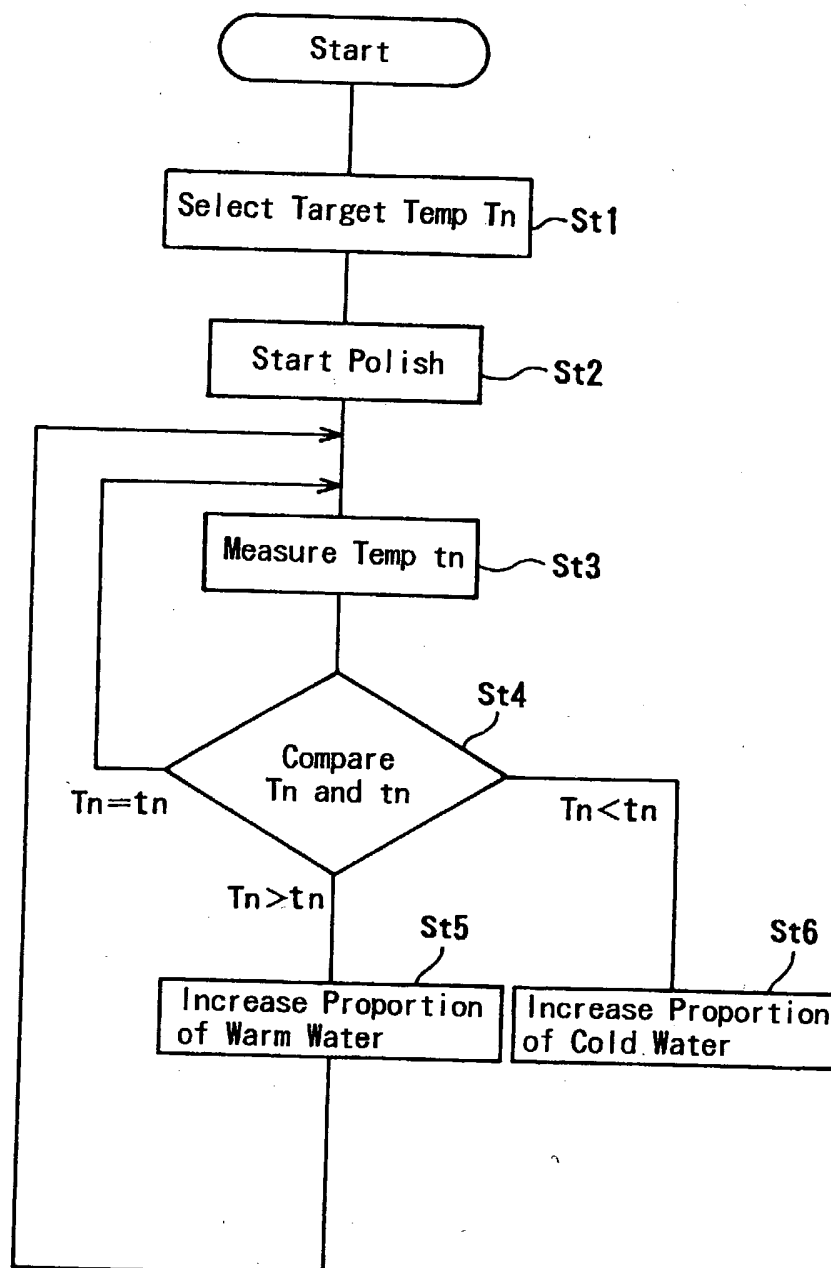 Start
Select Target Temp Tn
St1
Start Polish
St2
Measure Temp tn
St3
St4
Compare
Tn and tn
Tn=tn
Tn<tn
Tn>tn
St5
St6
Increase Proportion
of Warm Water
Increase Proportion
of Cold Water